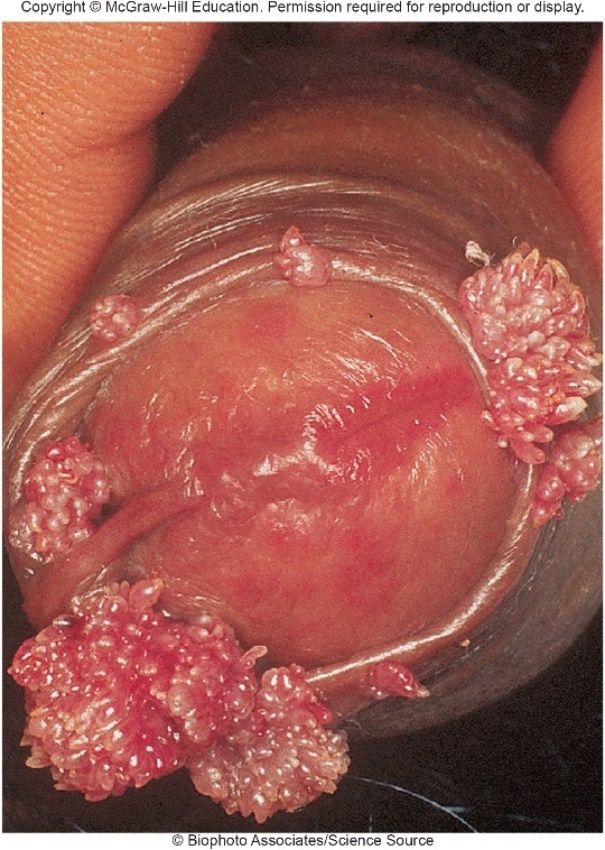 Copyright © McGraw-Hill Education. Permission required for reproduction or display.
© Biophoto Associates/Science Source